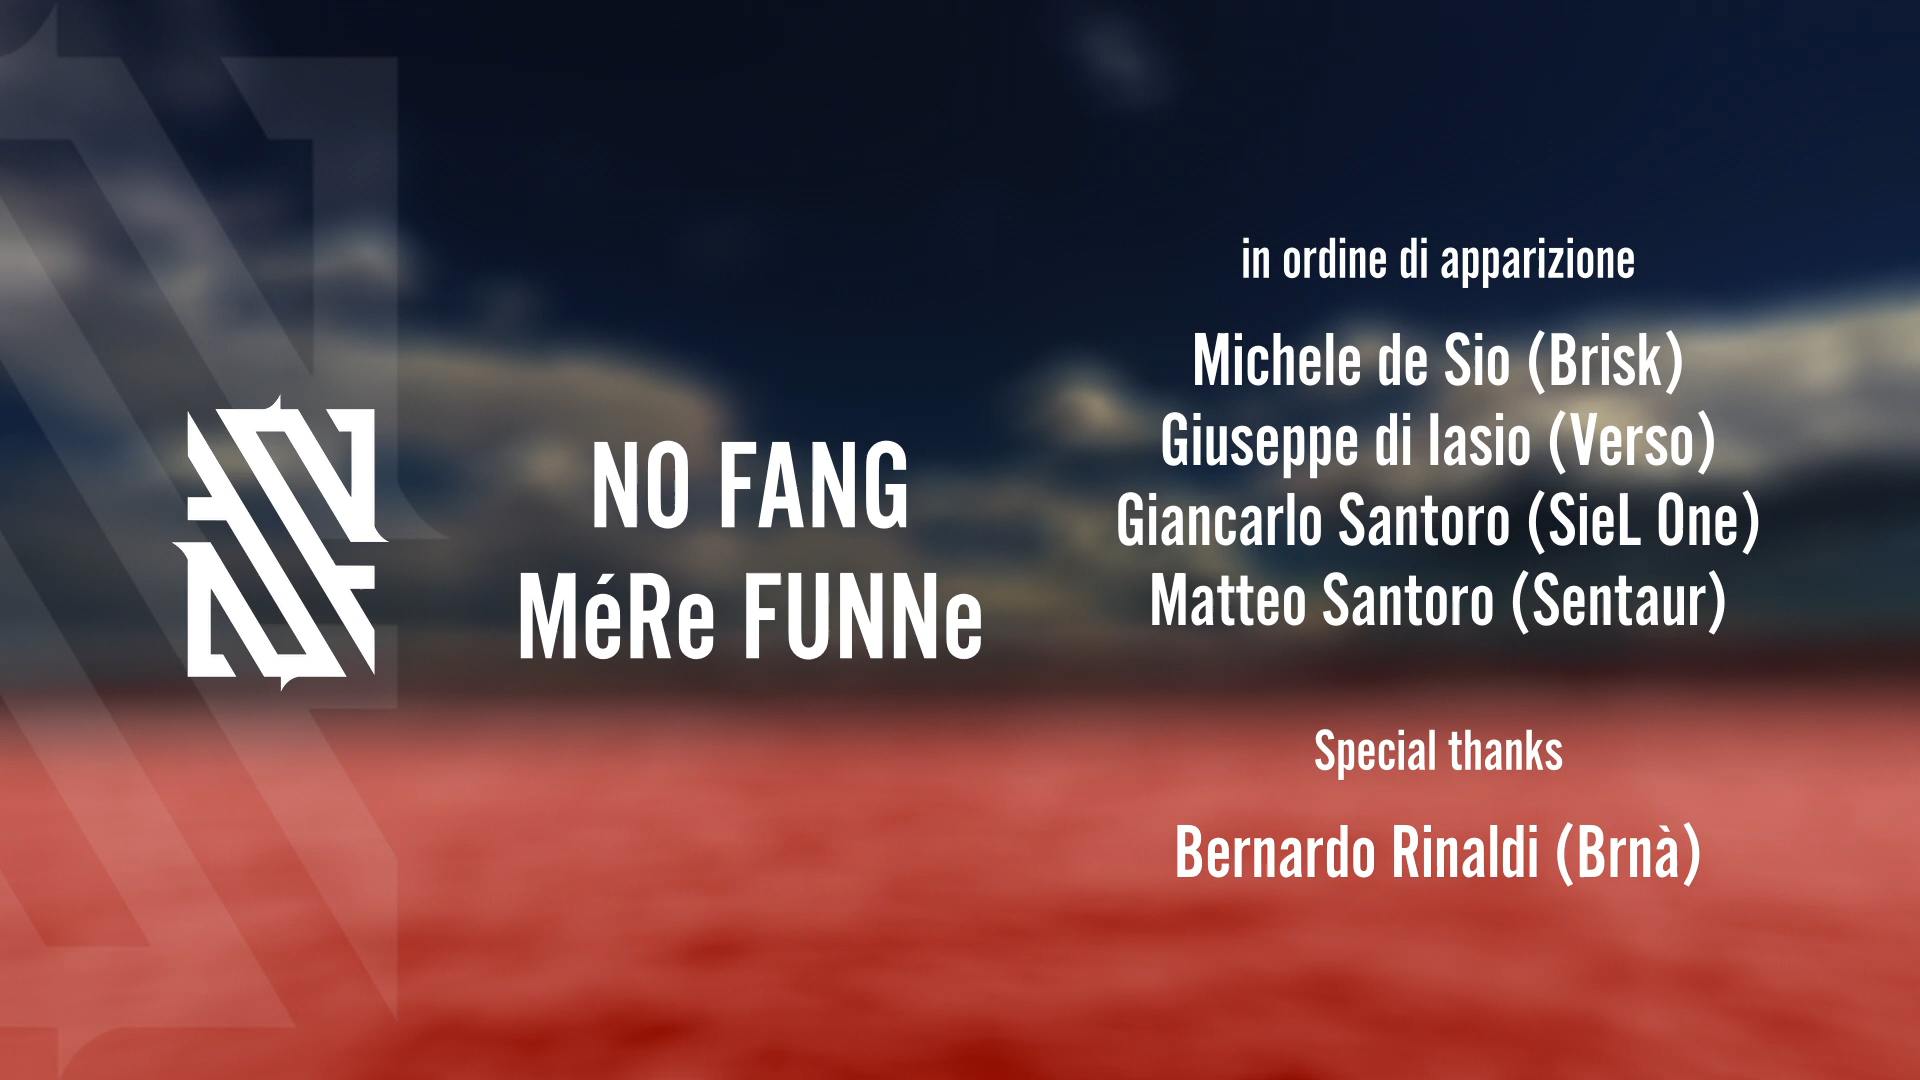 NO FANG
MéRe FUNNe
in ordine di apparizione
Michele de Sio (Brisk)
Giuseppe di Iasio (Verso)
Giancarlo Santoro (SieL One)
Matteo Santoro (Sentaur)
Special thanks
Bernardo Rinaldi (Brnà)